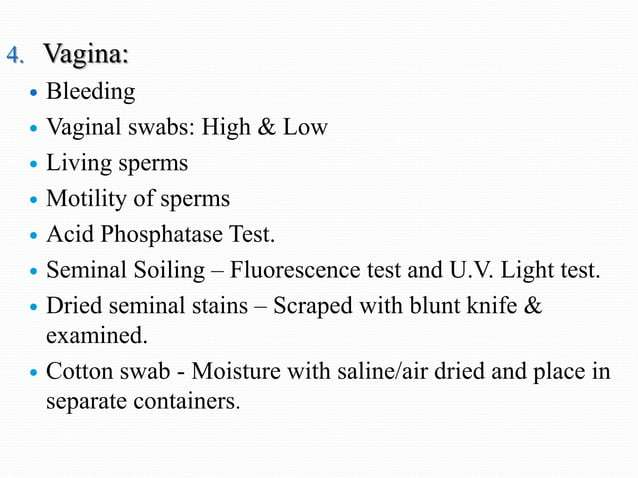 4. Vagina:
• Bleeding
• Vaginal swabs: High & Low
• Living sperms
• Motility of sperms
• Acid Phosphatase Test.
• Seminal Soiling – Fluorescence test and U.V. Light test.
• Dried seminal stains – Scraped with blunt knife &
examined.
• Cotton swab - Moisture with saline/air dried and place in
separate containers.